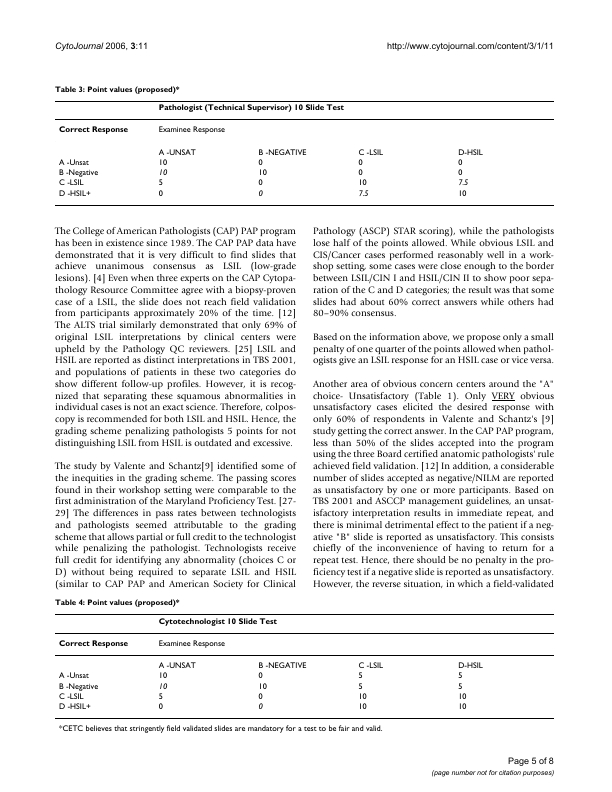 CytoJournal 2006, 3:11
http://www.cytojournal.com/content/3/1/11
Table 3: Point values (proposed)*
Pathologist (Technical Supervisor) 10 Slide Test
Correct Response Examinee Response
A -UNSAT B -NEGATIVE C -LSIL D-HSIL
A -Unsat 10 0 0 0
B -Negative 10 10 0 0
C -LSIL 5 0 10 7.5
D -HSIL+ 0 0 7.5 10
The College of American Pathologists (CAP) PAP program
has been in existence since 1989. The CAP PAP data have
demonstrated that it is very difficult to find slides that
achieve unanimous consensus as LSIL (low-grade
lesions). [4] Even when three experts on the CAP Cytopa-
thology Resource Committee agree with a biopsy-proven
case of a LSIL, the slide does not reach field validation
from participants approximately 20% of the time. [12]
The ALTS trial similarly demonstrated that only 69% of
original LSIL interpretations by clinical centers were
upheld by the Pathology QC reviewers. [25] LSIL and
HSIL are reported as distinct interpretations in TBS 2001,
and populations of patients in these two categories do
show different follow-up profiles. However, it is recog-
nized that separating these squamous abnormalities in
individual cases is not an exact science. Therefore, colpos-
copy is recommended for both LSIL and HSIL. Hence, the
grading scheme penalizing pathologists 5 points for not
distinguishing LSIL from HSIL is outdated and excessive.
The study by Valente and Schantz[9] identified some of
the inequities in the grading scheme. The passing scores
found in their workshop setting were comparable to the
first administration of the Maryland Proficiency Test. [27-
29] The differences in pass rates between technologists
and pathologists seemed attributable to the grading
scheme that allows partial or full credit to the technologist
while penalizing the pathologist. Technologists receive
full credit for identifying any abnormality (choices C or
D) without being required to separate LSIL and HSIL
(similar to CAP PAP and American Society for Clinical
Pathology (ASCP) STAR scoring), while the pathologists
lose half of the points allowed. While obvious LSIL and
CIS/Cancer cases performed reasonably well in a work-
shop setting, some cases were close enough to the border
between LSIL/CIN I and HSIL/CIN II to show poor sepa-
ration of the C and D categories; the result was that some
slides had about 60% correct answers while others had
80–90% consensus.
Based on the information above, we propose only a small
penalty of one quarter of the points allowed when pathol-
ogists give an LSIL response for an HSIL case or vice versa.
Another area of obvious concern centers around the "A"
choice- Unsatisfactory (Table 1). Only VERY obvious
unsatisfactory cases elicited the desired response with
only 60% of respondents in Valente and Schantz's [9]
study getting the correct answer. In the CAP PAP program,
less than 50% of the slides accepted into the program
using the three Board certified anatomic pathologists' rule
achieved field validation. [12] In addition, a considerable
number of slides accepted as negative/NILM are reported
as unsatisfactory by one or more participants. Based on
TBS 2001 and ASCCP management guidelines, an unsat-
isfactory interpretation results in immediate repeat, and
there is minimal detrimental effect to the patient if a neg-
ative "B" slide is reported as unsatisfactory. This consists
chiefly of the inconvenience of having to return for a
repeat test. Hence, there should be no penalty in the pro-
ficiency test if a negative slide is reported as unsatisfactory.
However, the reverse situation, in which a field-validated
Table 4: Point values (proposed)*
Cytotechnologist 10 Slide Test
Correct Response Examinee Response
A -UNSAT B -NEGATIVE C -LSIL D-HSIL
A -Unsat 10 0 5 5
B -Negative 10 10 5 5
C -LSIL 5 0 10 10
D -HSIL+ 0 0 10 10
*CETC believes that stringently field validated slides are mandatory for a test to be fair and valid.
Page 5 of 8
(page number not for citation purposes)